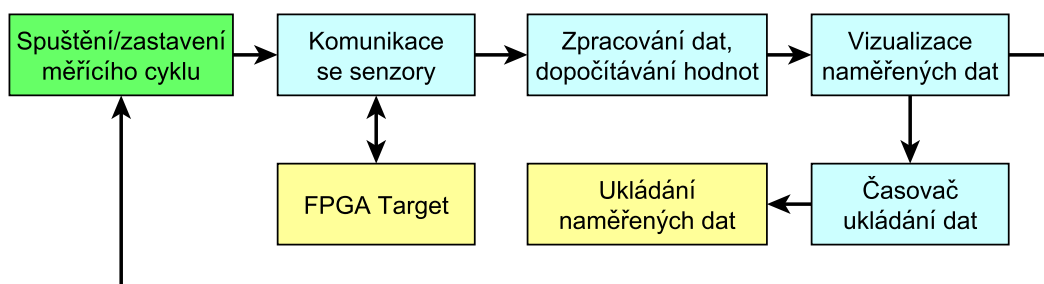 Spuštění/zastavení
měřícího cyklu
Komunikace
se senzory
Zpracování dat,
dopočítávání hodnot
Vizualizace
naměřených dat
FPGA Target
Ukládání
naměřených dat
Časovač
ukládání dat